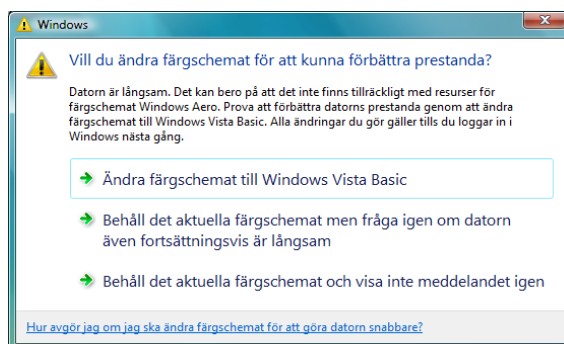 Windows
Vill du ändra färgschemat för att kunna förbättra prestanda?
Datorn är långsam. Det kan bero på att det inte finns tillräckligt med resurser för
färgschemat Windows Aero. Prova att förbättra datorns prestanda genom att ändra
färgschemat till Windows Vista Basic. Alla ändringar du gör gäller tills du loggar in i
Windows nästa gång.
Ändra färgschemat till Windows Vista Basic
Behåll det aktuella färgschemat men fråga igen om datorn
även fortsättningsvis är långsam
Behåll det aktuella färgschemat och visa inte meddelandet igen
Hur avgör jag om jag ska ändra färgschemat för att göra datorn snabbare?